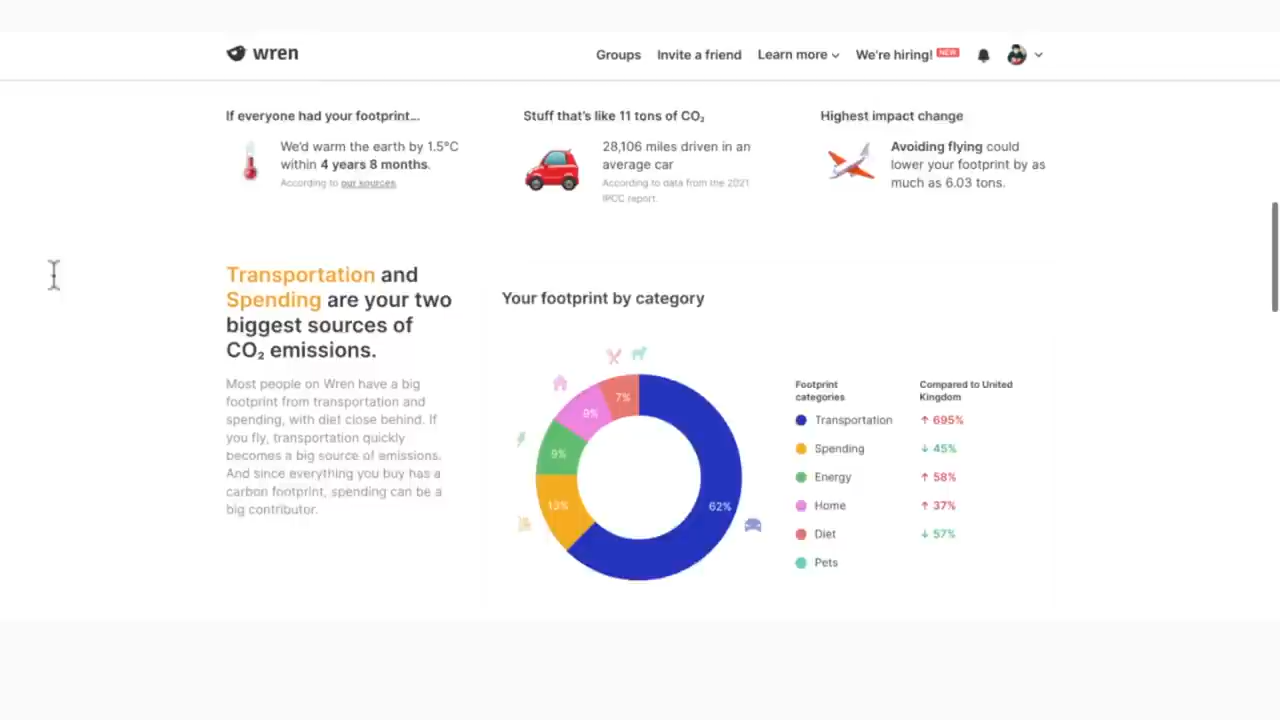 wren
Groups
Invite a friend
Learn more
We're hiring!
NEW
If everyone had your footprint...
We'd warm the earth by 1.5°C
within 4 years 8 months.
According to our sources.
Stuff that's like 11 tons of CO₂
28,106 miles driven in an
average car
According to data from the 2021
IPCC report.
Highest impact change
Avoiding flying could
lower your footprint by as
much as 6.03 tons.
Transportation and
Spending are your two
biggest sources of
CO₂ emissions.
Most people on Wren have a big
footprint from transportation and
spending, with diet close behind. If
you fly, transportation quickly
becomes a big source of emissions.
And since everything you buy has a
carbon footprint, spending can be a
big contributor.
Your footprint by category
7%
9%
9%
13%
62%
Footprint
categories
Compared to United
Kingdom
Transportation
↑ 695%
Spending
↓ 45%
Energy
↑ 58%
Home
↑ 37%
Diet
↓ 57%
Pets